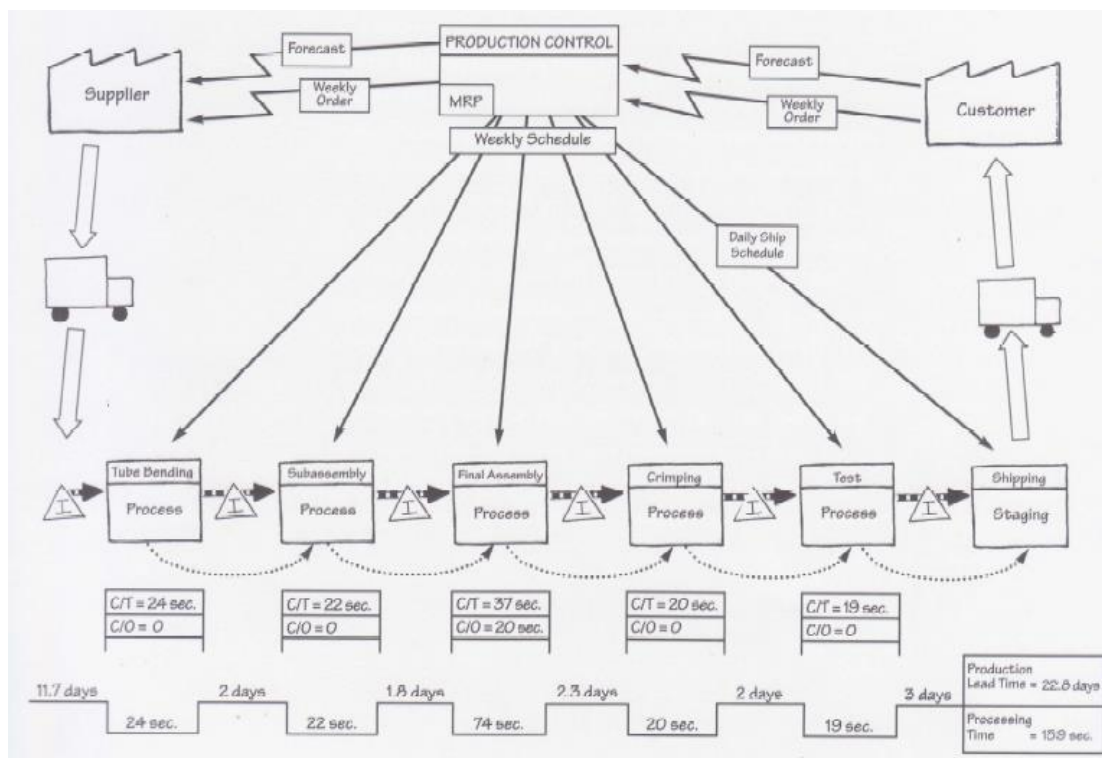 Supplier
Forecast
Weekly
Order
PRODUCTION CONTROL
MRP
Weekly Schedule
Forecast
Weekly
Order
Customer
Daily Ship
Schedule
I
Tube Bending
Process
I
Subassembly
Process
I
Final Assembly
Process
I
Crimping
Process
I
Test
Process
I
Shipping
Staging
C/T = 24 sec.
C/O = 0
C/T = 22 sec.
C/O = 0
C/T = 37 sec.
C/O = 20 sec.
C/T = 20 sec.
C/O = 0
C/T = 19 sec.
C/O = 0
11.7 days
24 sec.
2 days
22 sec.
1.8 days
74 sec.
2.3 days
20 sec.
2 days
19 sec.
3 days
Production
Lead Time = 22.8 days
Processing
Time = 159 sec.